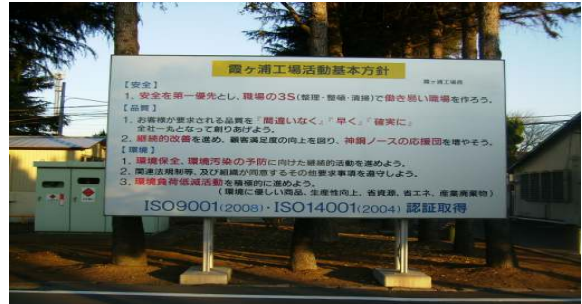 霞ヶ浦工場活動基本方針
霞ヶ浦工場長
【安全】
1. 安全を第一優先とし、職場の3S(整理・整頓・清掃)で働き易い職場を作ろう。
【品質】
1. お客様が要求される品質を『間違いなく』『早く』『確実に』
全社一丸となって創りあげよう。
2. 継続的改善を進め、顧客満足度の向上を図り、神鋼ノースの応援団を増やそう。
【環境】
1. 環境保全、環境汚染の予防に向けた継続的活動を進めよう。
2. 関連法規制等、及び組織が同意するその他要求事項を遵守しよう。
3. 環境負荷低減活動を積極的に進めよう。
(環境に優しい商品、生産性向上、省資源、省エネ、産業廃棄物)
ISO9001(2008)・ISO14001(2004) 認証取得